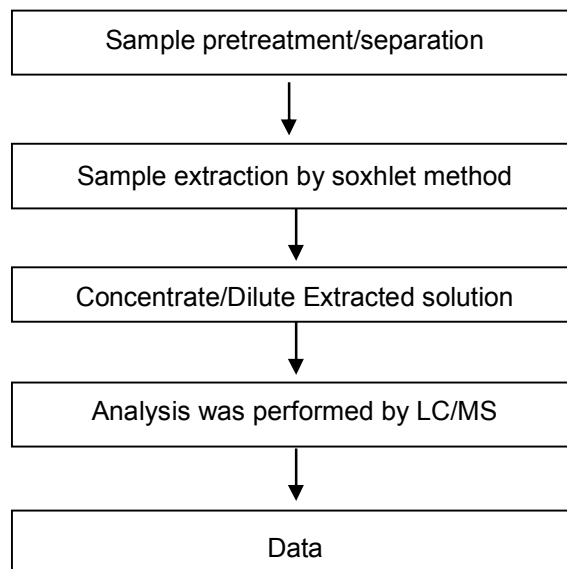 Sample pretreatment/separation
Sample extraction by soxhlet method
Concentrate/Dilute Extracted solution
Analysis was performed by LC/MS
Data